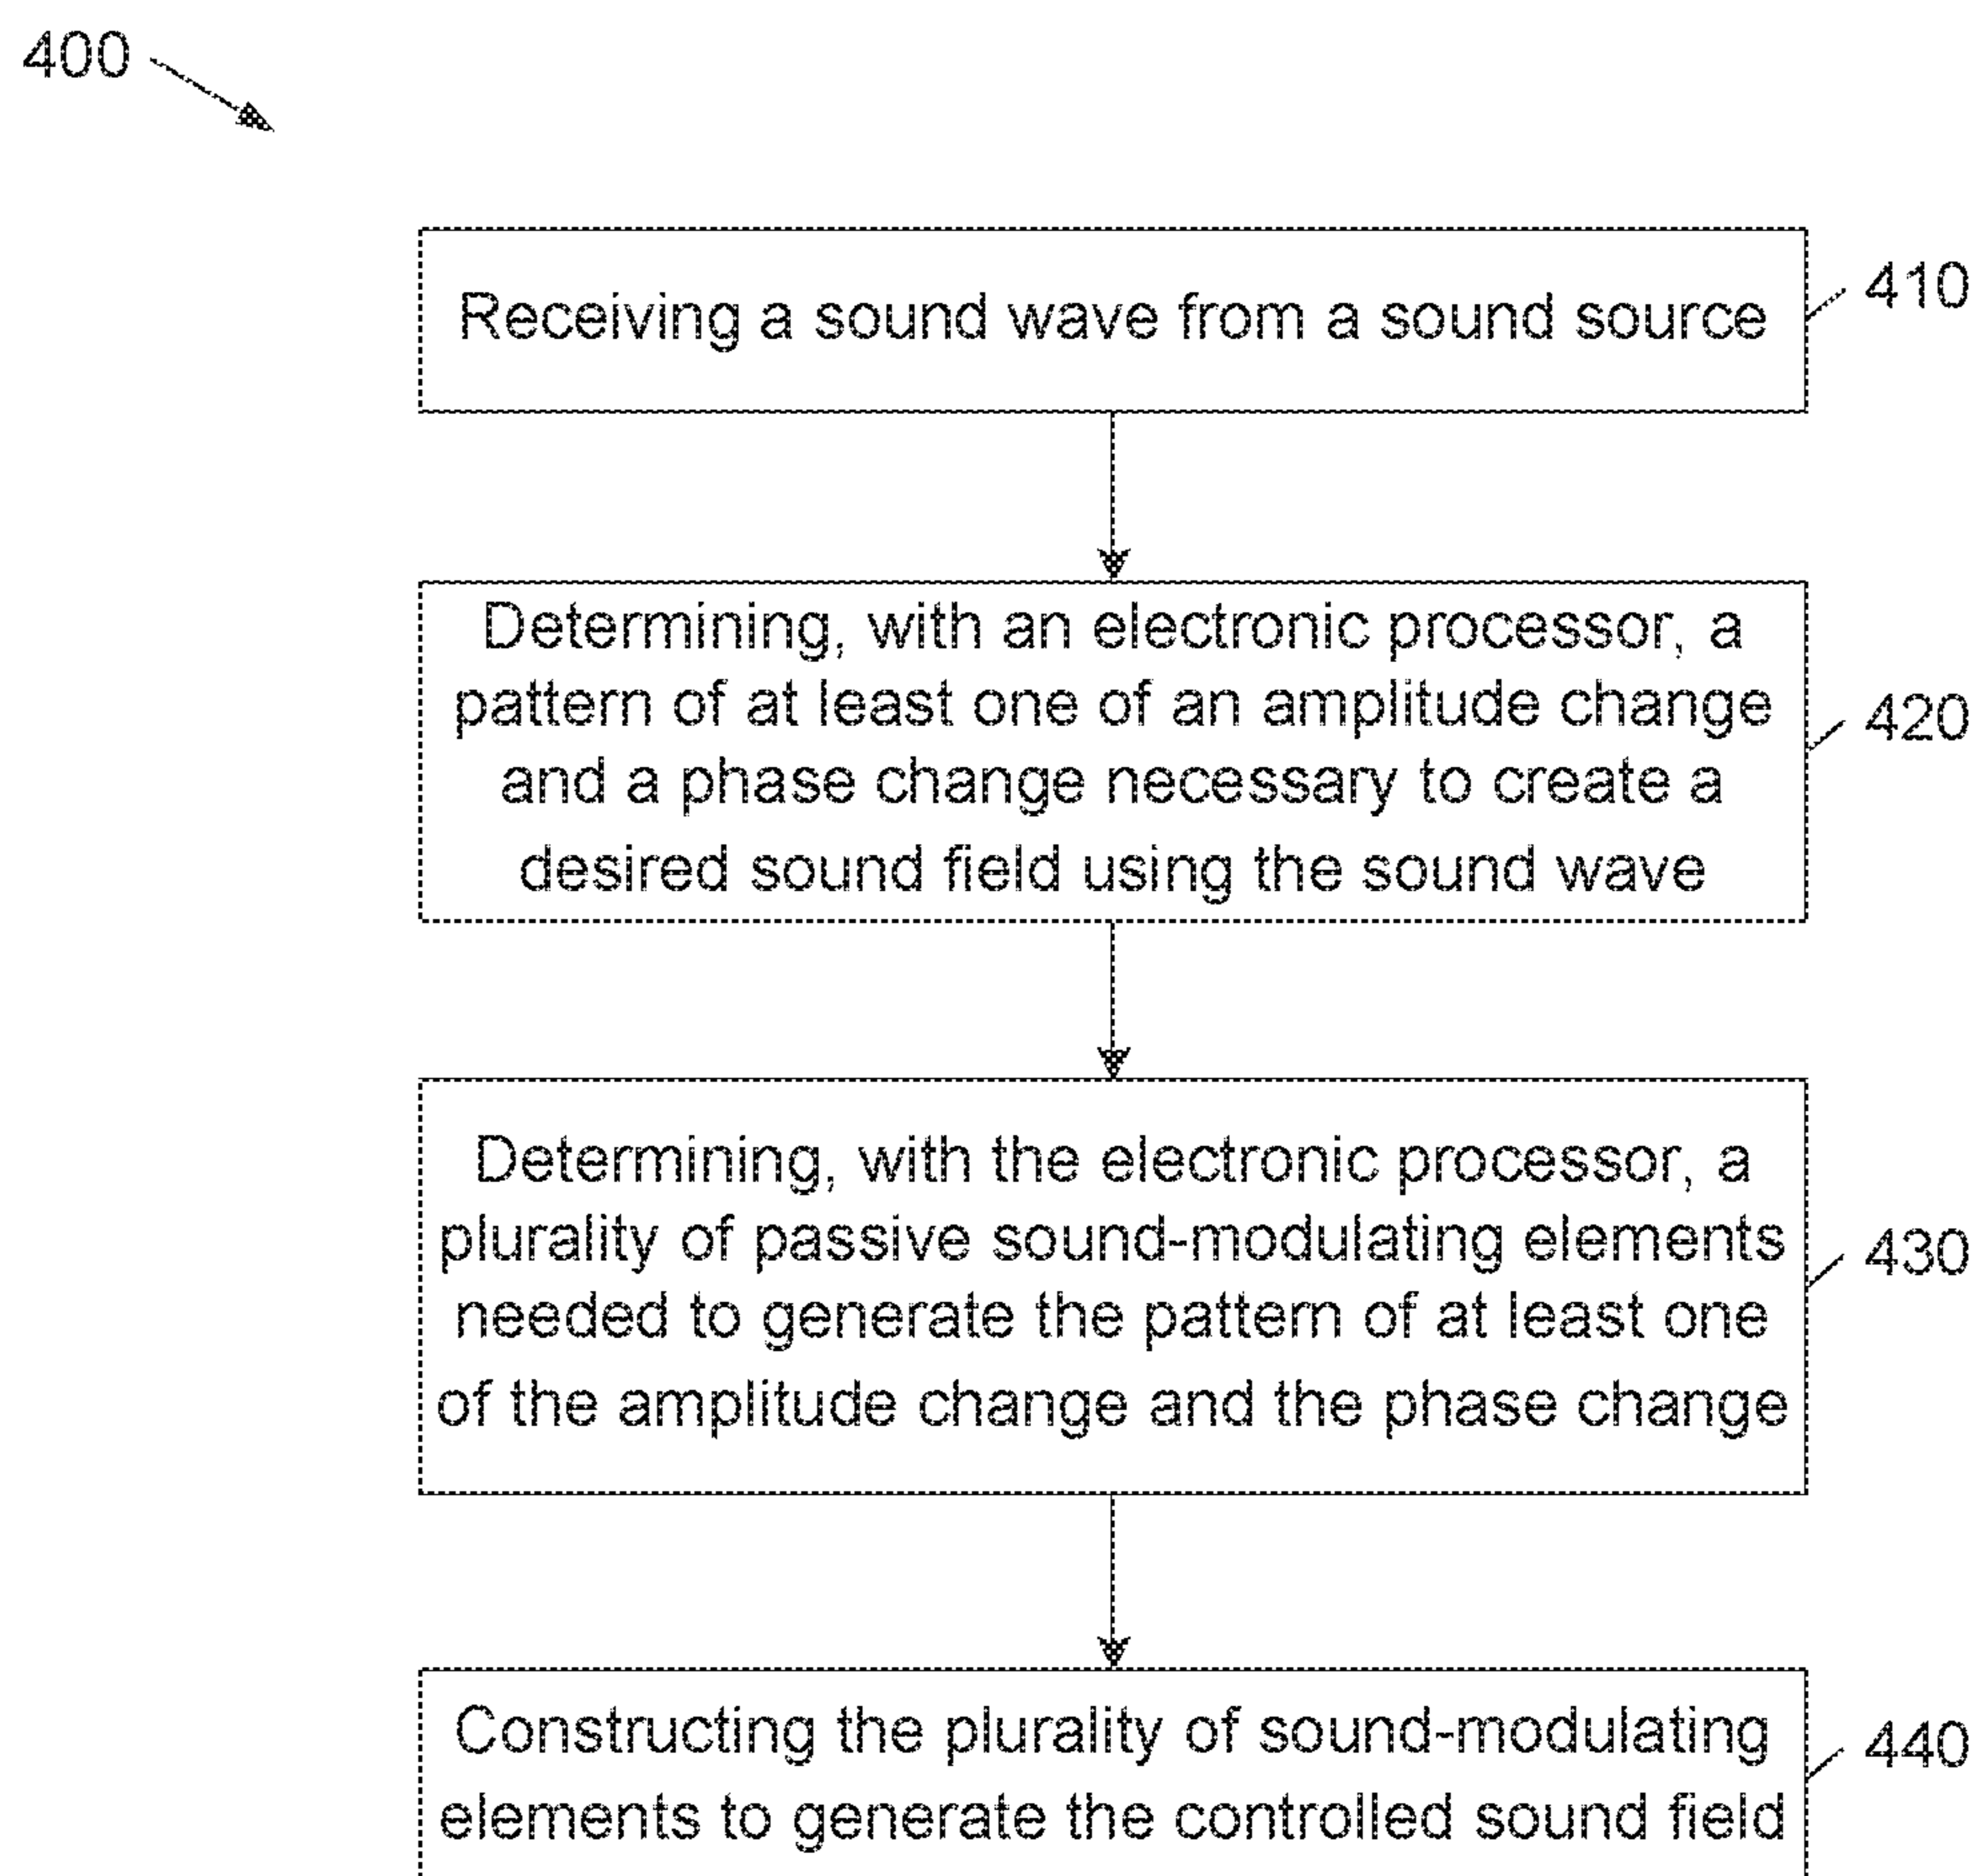 400
Receiving a sound wave from a sound source
410
Determining, with an electronic processor, a
pattern of at least one of an amplitude change
and a phase change necessary to create a
desired sound field using the sound wave
420
Determining, with the electronic processor, a
plurality of passive sound-modulating elements
needed to generate the pattern of at least one
of the amplitude change and the phase change
430
Constructing the plurality of sound-modulating
elements to generate the controlled sound field
440